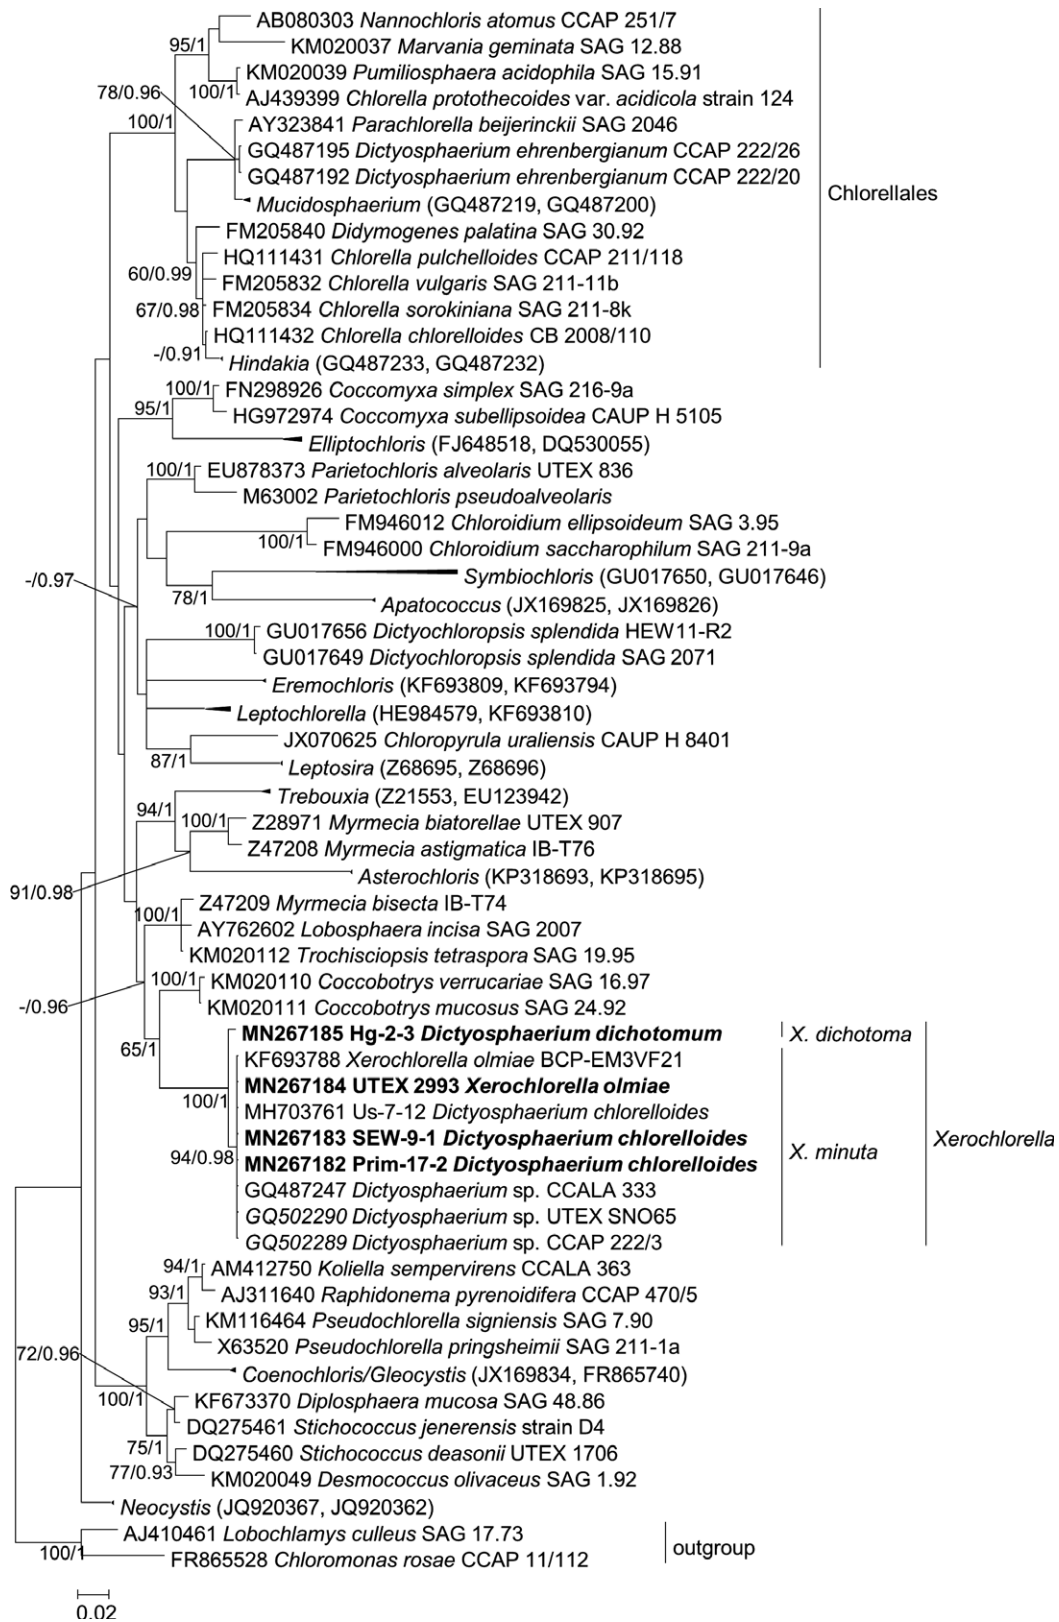 AB080303 Nannochloris atomus CCAP 251/7
95/1
KM020037 Marvania geminata SAG 12.88
KM020039 Pumiliosphaera acidophila SAG 15.91
78/0.96
100/1
AJ439399 Chlorella protothecoides var. acidicola strain 124
100/1
AY323841 Parachlorella beijerinckii SAG 2046
GQ487195 Dictyosphaerium ehrenbergianum CCAP 222/26
GQ487192 Dictyosphaerium ehrenbergianum CCAP 222/20
Chlorellales
Mucidosphaerium (GQ487219, GQ487200)
FM205840 Didymogenes palatina SAG 30.92
HQ111431 Chlorella pulchelloides CCAP 211/118
60/0.99
FM205832 Chlorella vulgaris SAG 211-11b
67/0.98
FM205834 Chlorella sorokiniana SAG 211-8k
HQ111432 Chlorella chlorelloides CB 2008/110
-/0.91
Hindakia (GQ487233, GQ487232)
100/1
FN298926 Coccomyxa simplex SAG 216-9a
95/1
HG972974 Coccomyxa subellipsoidea CAUP H 5105
Elliptochloris (FJ648518, DQ530055)
100/1
EU878373 Parietochloris alveolaris UTEX 836
M63002 Parietochloris pseudoalveolaris
FM946012 Chloroidium ellipsoideum SAG 3.95
100/1
FM946000 Chloroidium saccharophilum SAG 211-9a
-/0.97
Symbiochloris (GU017650, GU017646)
78/1
Apatococcus (JX169825, JX169826)
100/1
GU017656 Dictyochloropsis splendida HEW11-R2
GU017649 Dictyochloropsis splendida SAG 2071
Eremochloris (KF693809, KF693794)
Leptochlorella (HE984579, KF693810)
JX070625 Chloropyrula uraliensis CAUP H 8401
87/1
Leptosira (Z68695, Z68696)
Trebouxia (Z21553, EU123942)
94/1
100/1
Z28971 Myrmecia biatorellae UTEX 907
Z47208 Myrmecia astigmatica IB-T76
91/0.98
Asterochloris (KP318693, KP318695)
Z47209 Myrmecia bisecta IB-T74
100/1
AY762602 Lobosphaera incisa SAG 2007
KM020112 Trochisciopsis tetraspora SAG 19.95
100/1
KM020110 Coccobotrys verrucariae SAG 16.97
-/0.96
KM020111 Coccobotrys mucosus SAG 24.92
MN267185 Hg-2-3 Dictyosphaerium dichotomum
X. dichotoma
65/1
KF693788 Xerochlorella olmiae BCP-EM3VF21
MN267184 UTEX 2993 Xerochlorella olmiae
100/1
MH703761 Us-7-12 Dictyosphaerium chlorelloides
MN267183 SEW-9-1 Dictyosphaerium chlorelloides
Xerochlorella
94/0.98
MN267182 Prim-17-2 Dictyosphaerium chlorelloides
X. minuta
GQ487247 Dictyosphaerium sp. CCALA 333
GQ502290 Dictyosphaerium sp. UTEX SNO65
GQ502289 Dictyosphaerium sp. CCAP 222/3
94/1
AM412750 Koliella sempervirens CCALA 363
93/1
AJ311640 Raphidonema pyrenoidifera CCAP 470/5
95/1
KM116464 Pseudochlorella signiensis SAG 7.90
72/0.96
X63520 Pseudochlorella pringsheimii SAG 211-1a
Coenochloris/Gleocystis (JX169834, FR865740)
100/1
KF673370 Diplosphaera mucosa SAG 48.86
DQ275461 Stichococcus jenerensis strain D4
75/1
DQ275460 Stichococcus deasonii UTEX 1706
77/0.93
KM020049 Desmococcus olivaceus SAG 1.92
Neocystis (JQ920367, JQ920362)
AJ410461 Lobochlamys culleus SAG 17.73
100/1
outgroup
FR865528 Chloromonas rosae CCAP 11/112
0.02